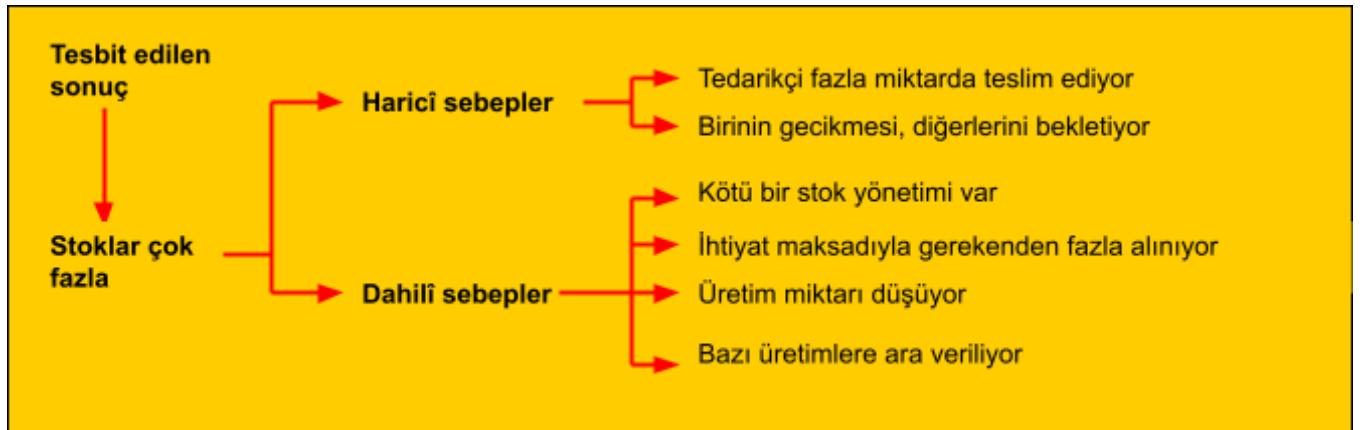 Tesbit edilen
sonuç
Haricî sebepler
Tedarikçi fazla miktarda teslim ediyor
Birinin gecikmesi, diğerlerini bekletiyor
Stoklar çok
fazla
Dahilî sebepler
Kötü bir stok yönetimi var
İhtiyat maksadıyla gerekenden fazla alınıyor
Üretim miktarı düşüyor
Bazı üretimlere ara veriliyor